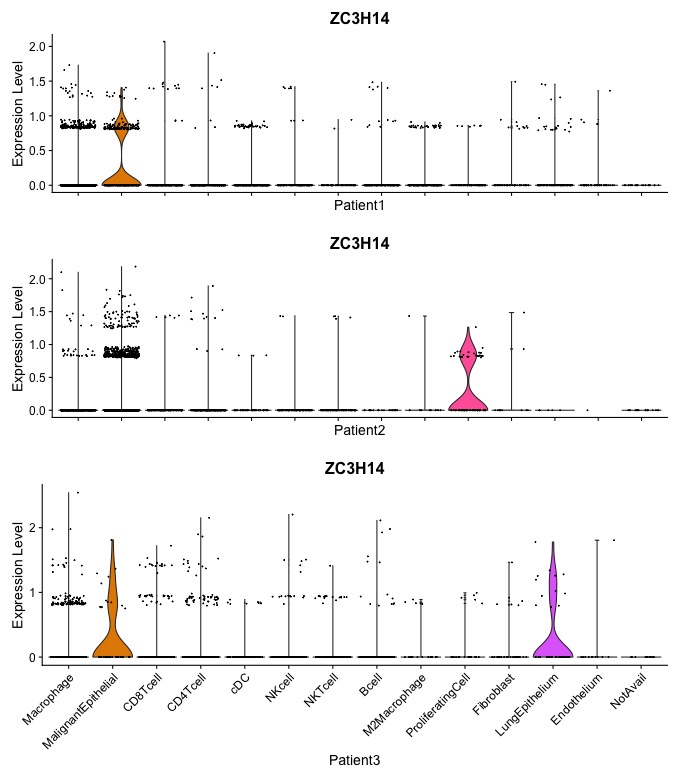 ZC3H14
Expression Level
2.0
1.5
1.0
0.5
0.0
Patient1
ZC3H14
Expression Level
2.0
1.5
1.0
0.5
0.0
Patient2
ZC3H14
Expression Level
2
1
0
Macrophage
MalignantEpithelial
CD8Tcell
CD4Tcell
cDC
NKcell
NKTcell
Bcell
M2Macrophage
ProliferatingCell
Fibroblast
LungEpithelium
Endothelium
NotAvail
Patient3